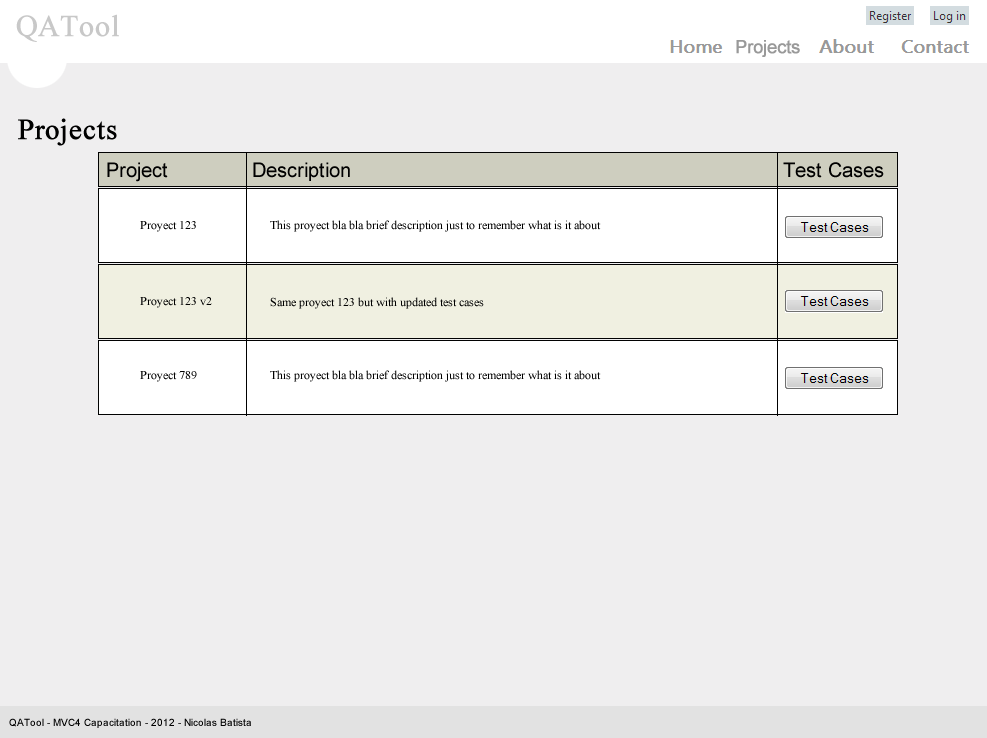 QATool
Register Log in
Home Projects About Contact
Projects
Project Description Test Cases
Proyect 123 This proyect bla bla brief description just to remember what is it about Test Cases
Proyect 123 v2 Same proyect 123 but with updated test cases Test Cases
Proyect 789 This proyect bla bla brief description just to remember what is it about Test Cases
QATool - MVC4 Capacitation - 2012 - Nicolas Batista